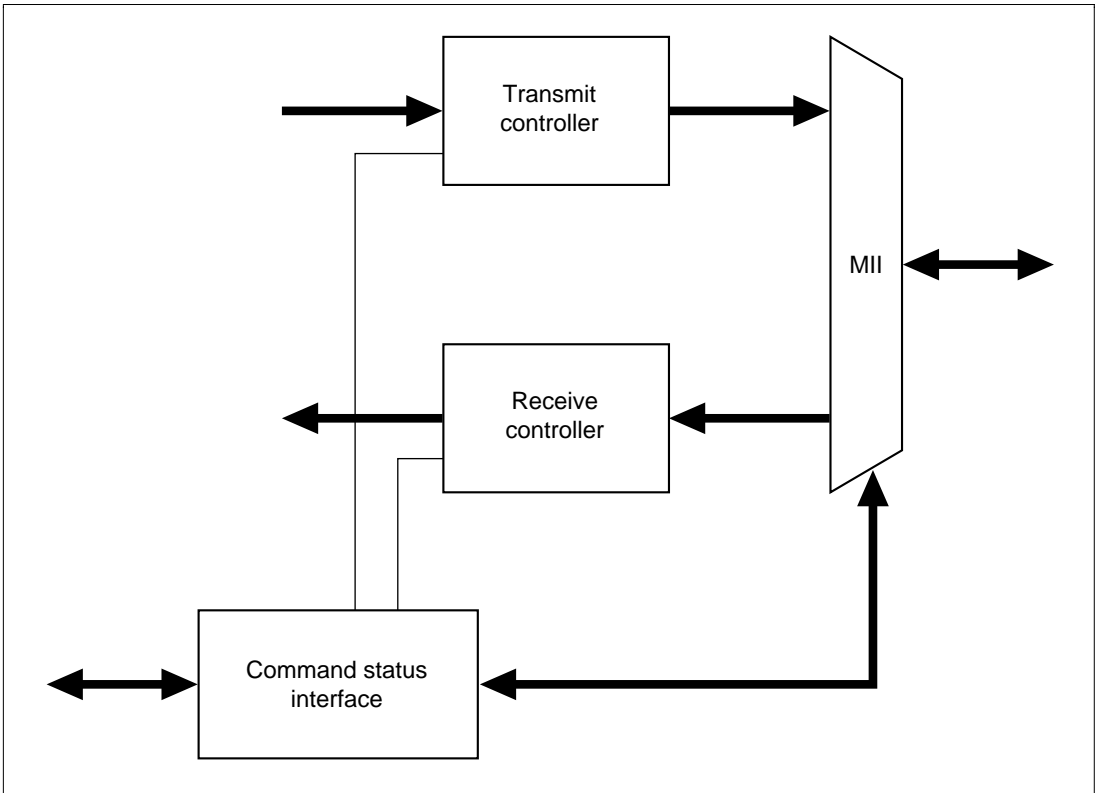 Transmit
controller
MII
Receive
controller
Command status
interface